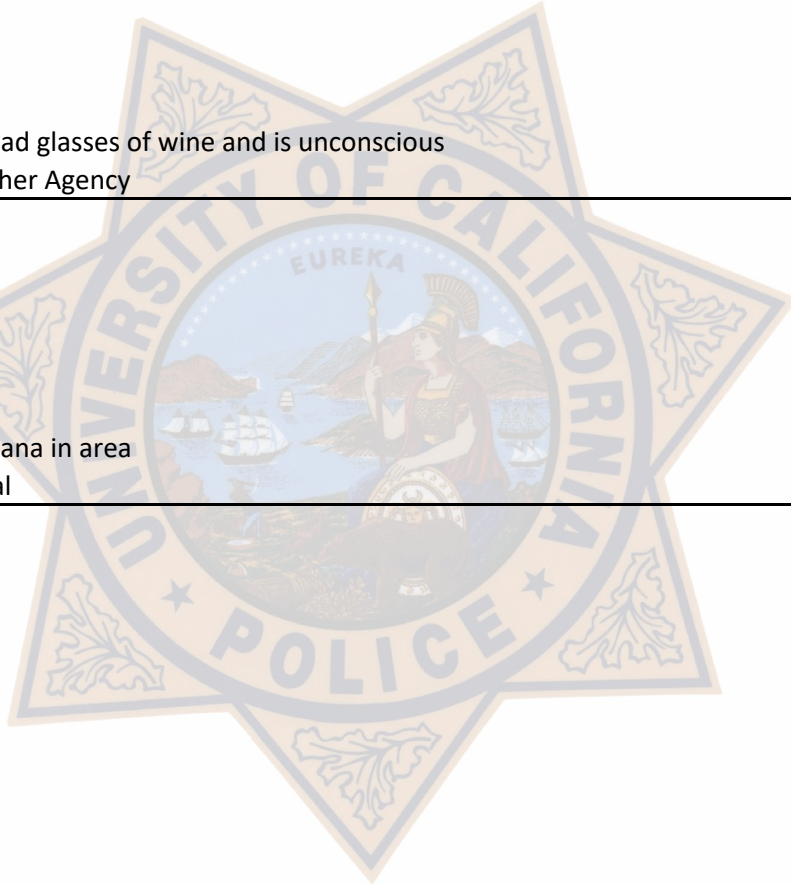 ad glasses of wine and is unconscious
her Agency
UNIVERSITY OF CALIFORNIA
EUREKA
ana in area
al
POLICE